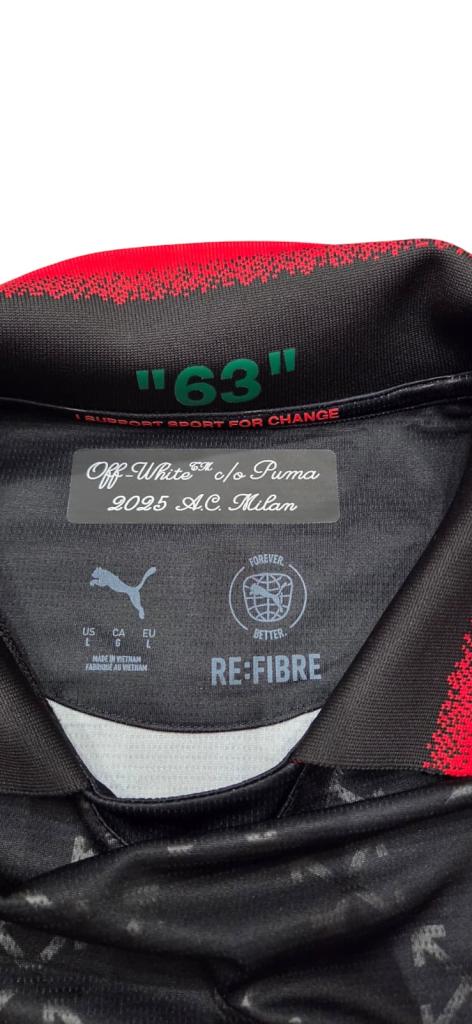 "63"
I SUPPORT SPORT FOR CHANGE
Off-White™ c/o Puma
2025 A.C. Milan
US CA EU
L G L
MADE IN VIETNAM
FABRIQUÉ AU VIETNAM
FOREVER.
BETTER.
RE:FIBRE